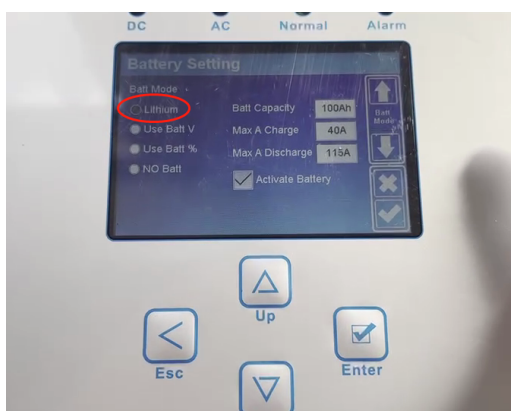 DC AC Normal Alarm
Battery Setting
Batt Mode
Lithium
Batt Capacity 100Ah
Batt Mode
Use Batt V
Max A Charge 40A
Use Batt %
Max A Discharge 115A
NO Batt
Activate Battery
Up
Esc
Enter